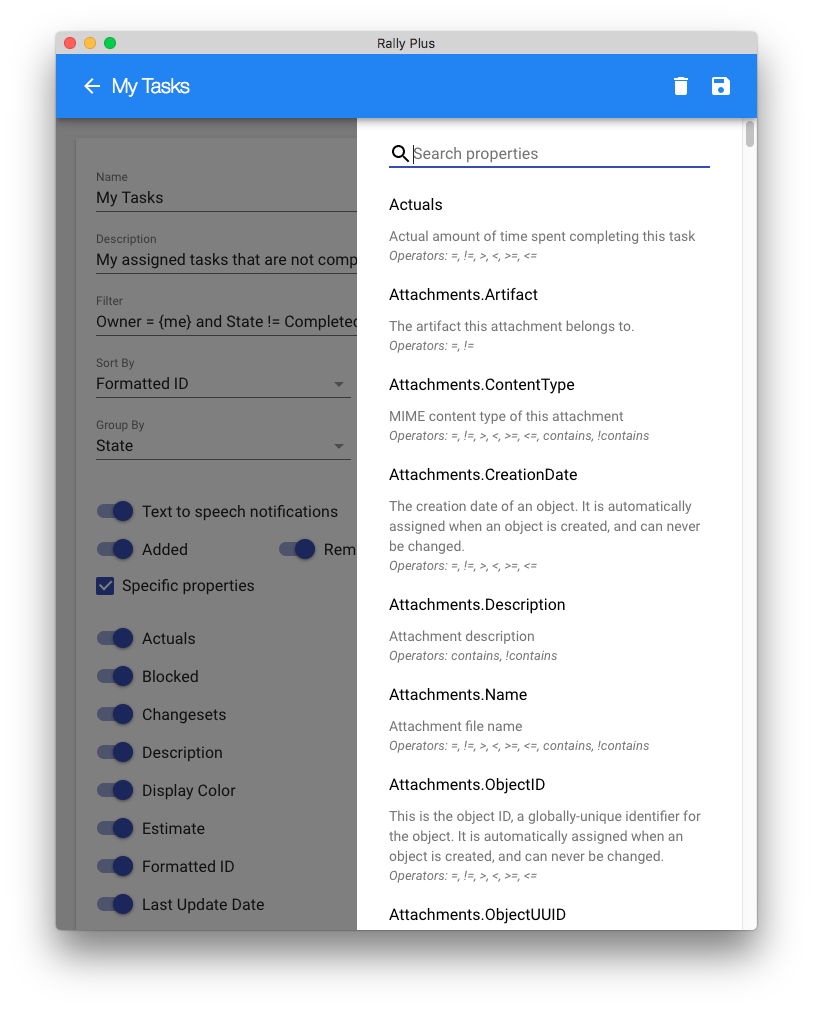 Rally Plus
My Tasks
Name
My Tasks
Description
My assigned tasks that are not comp
Filter
Owner = {me} and State != Completed
Sort By
Formatted ID
Group By
State
Text to speech notifications
Added
Rem
Specific properties
Actuals
Blocked
Changesets
Description
Display Color
Estimate
Formatted ID
Last Update Date
Search properties
Actuals
Actual amount of time spent completing this task
Operators: =, !=, >, <, >=, <=
Attachments.Artifact
The artifact this attachment belongs to.
Operators: =, !=
Attachments.ContentType
MIME content type of this attachment
Operators: =, !=, >, <, >=, <=, contains, !contains
Attachments.CreationDate
The creation date of an object. It is automatically
assigned when an object is created, and can never
be changed.
Operators: =, !=, >, <, >=, <=
Attachments.Description
Attachment description
Operators: contains, !contains
Attachments.Name
Attachment file name
Operators: =, !=, >, <, >=, <=, contains, !contains
Attachments.ObjectID
This is the object ID, a globally-unique identifier for
the object. It is automatically assigned when an
object is created, and can never be changed.
Operators: =, !=, >, <, >=, <=
Attachments.ObjectUUID